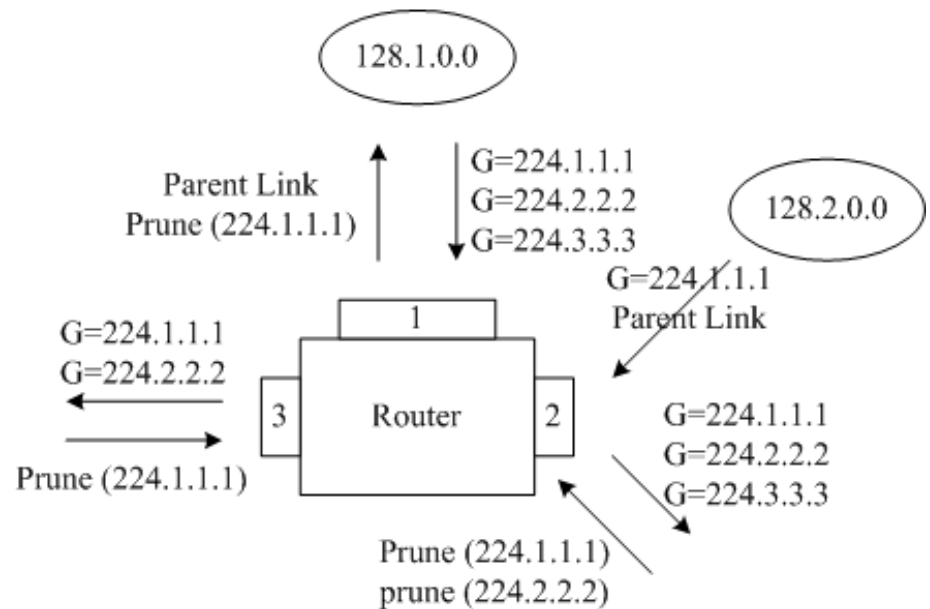 128.1.0.0
Parent Link
Prune (224.1.1.1)
G=224.1.1.1
G=224.2.2.2
G=224.3.3.3
128.2.0.0
G=224.1.1.1
Parent Link
1
G=224.1.1.1
G=224.2.2.2
3
Router
2
Prune (224.1.1.1)
G=224.1.1.1
G=224.2.2.2
G=224.3.3.3
Prune (224.1.1.1)
prune (224.2.2.2)